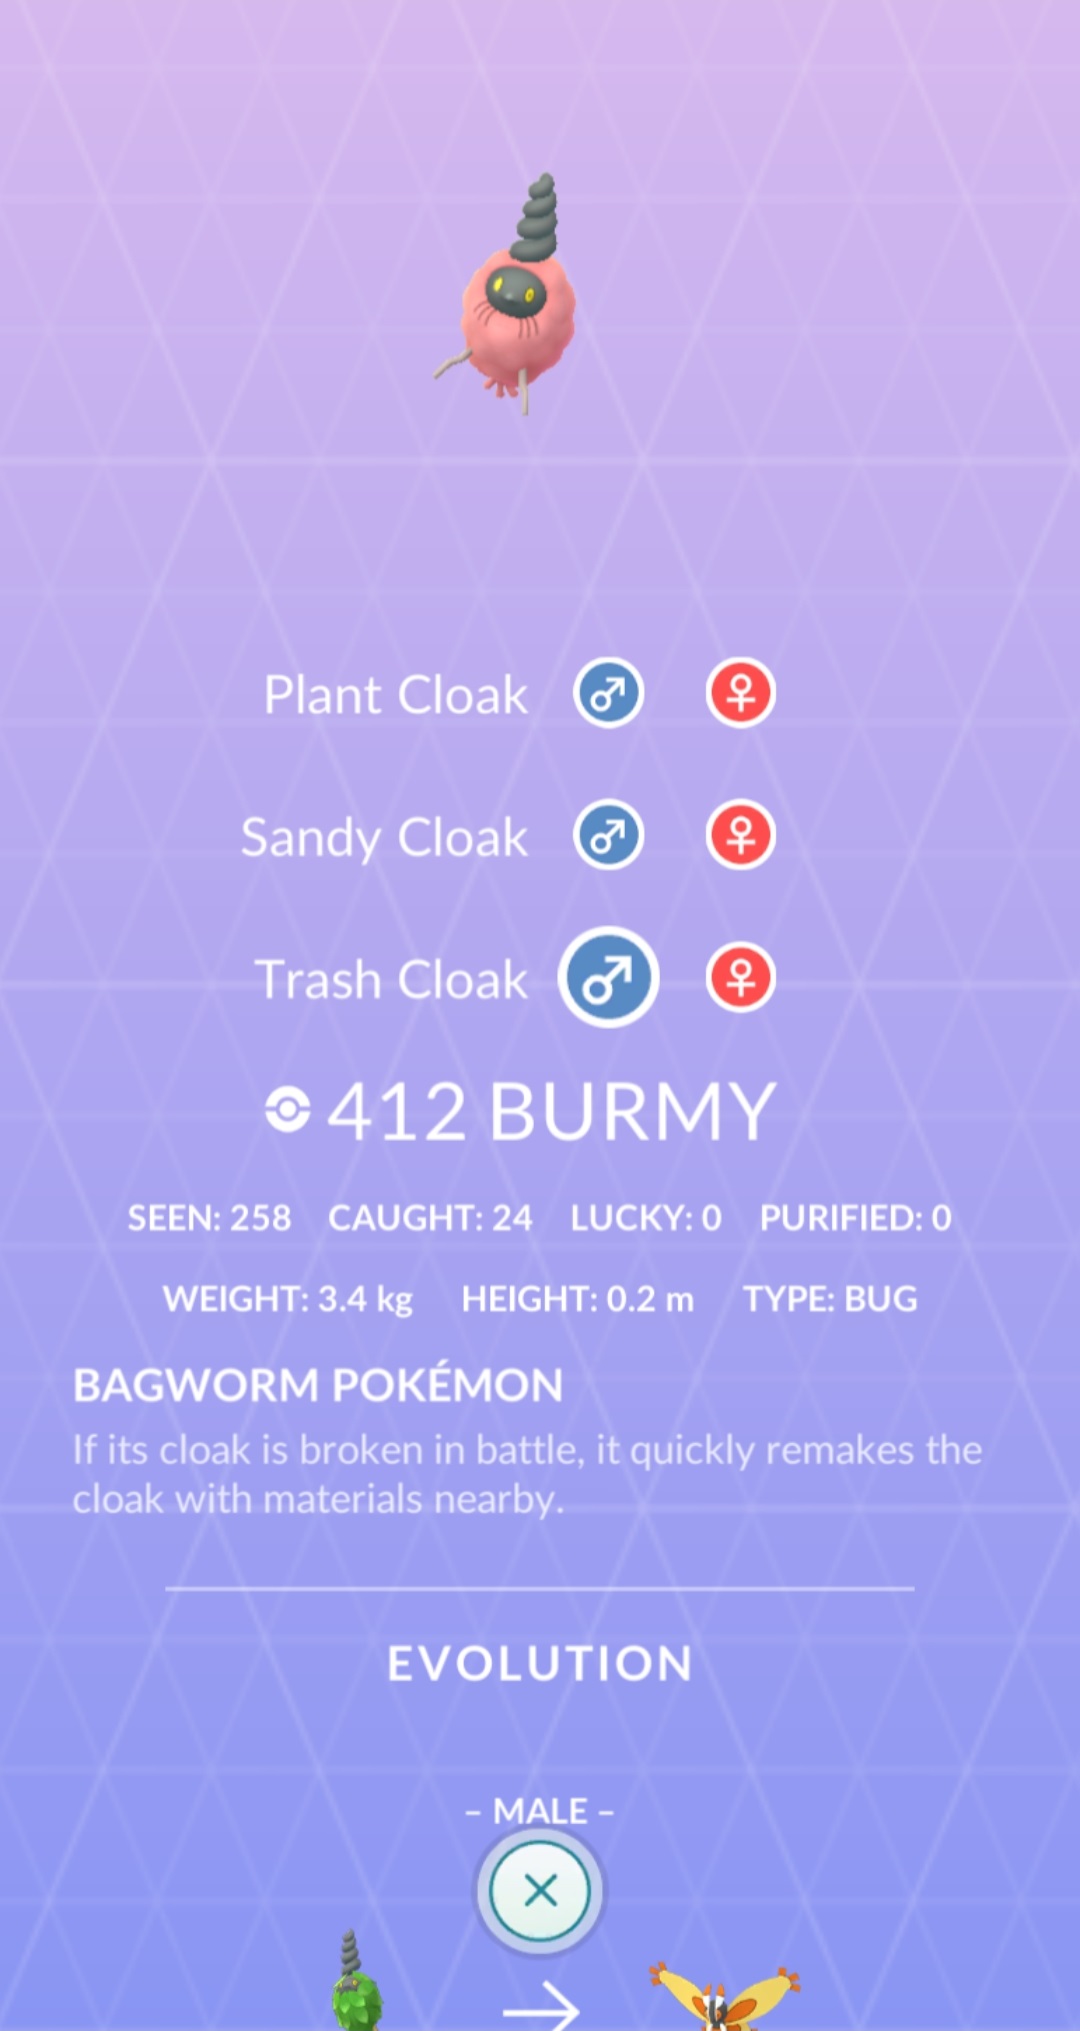 Plant Cloak
Sandy Cloak
Trash Cloak
412 BURMY
SEEN: 258 CAUGHT: 24 LUCKY: 0 PURIFIED: 0
WEIGHT: 3.4 kg HEIGHT: 0.2 m TYPE: BUG
BAGWORM POKÉMON
If its cloak is broken in battle, it quickly remakes the
cloak with materials nearby.
EVOLUTION
– MALE –